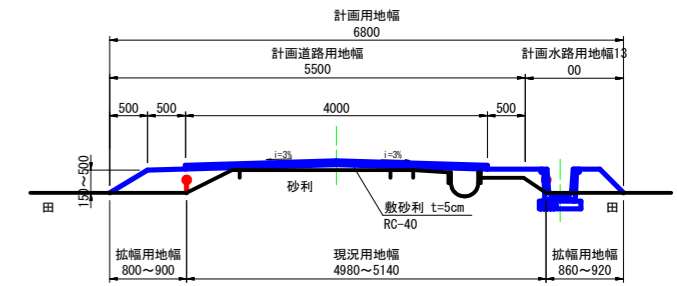 計画用地幅
6800
計画道路用地幅
5500
計画水路用地幅13
00
500
500
4000
500
i=3%
i=3%
150~500
砂利
敷砂利 t=5cm
RC-40
田
田
拡幅用地幅
800~900
現況用地幅
4980~5140
拡幅用地幅
860~920